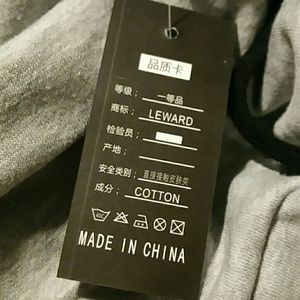 品质卡
等级：一等品
商标：LEWARD
检验员：
产地：
安全类别：直接接触皮肤类
成分：COTTON
MADE IN CHINA